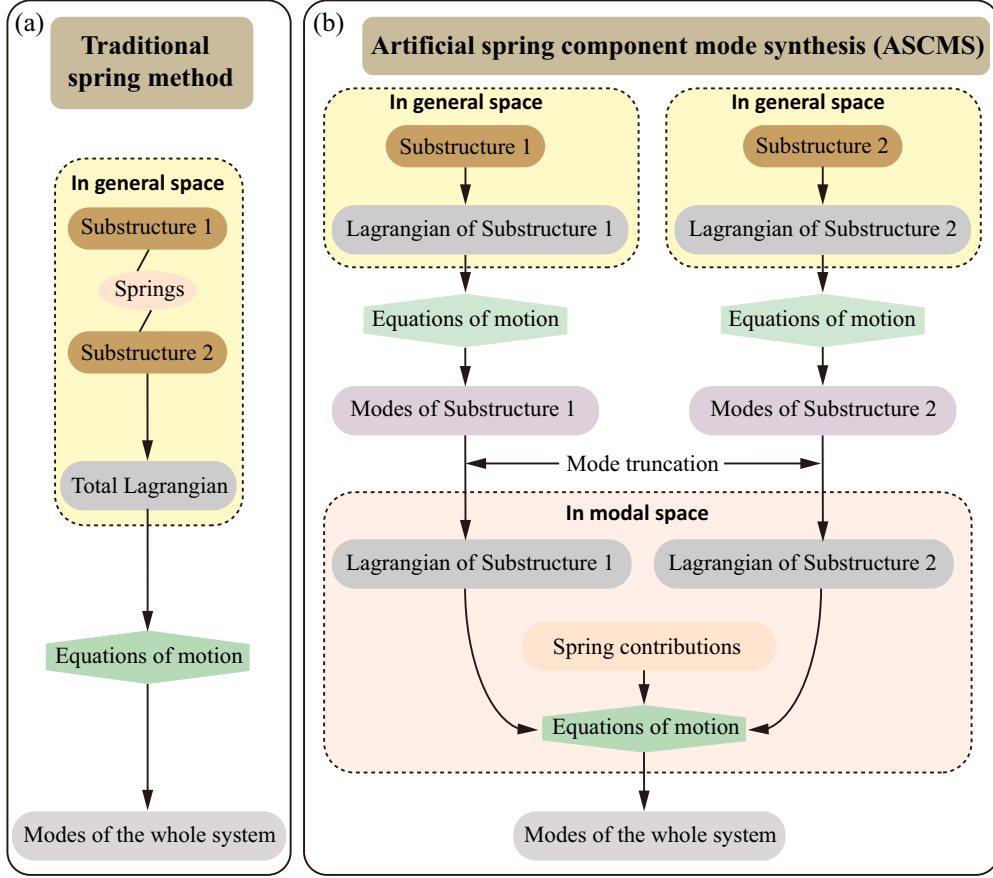 (a)
Traditional
spring method
In general space
Substructure 1
Springs
Substructure 2
Total Lagrangian
Equations of motion
Modes of the whole system
(b)
Artificial spring component mode synthesis (ASCMS)
In general space
Substructure 1
Lagrangian of Substructure 1
Equations of motion
Modes of Substructure 1
In general space
Substructure 2
Lagrangian of Substructure 2
Equations of motion
Modes of Substructure 2
Mode truncation
In modal space
Lagrangian of Substructure 1
Lagrangian of Substructure 2
Spring contributions
Equations of motion
Modes of the whole system